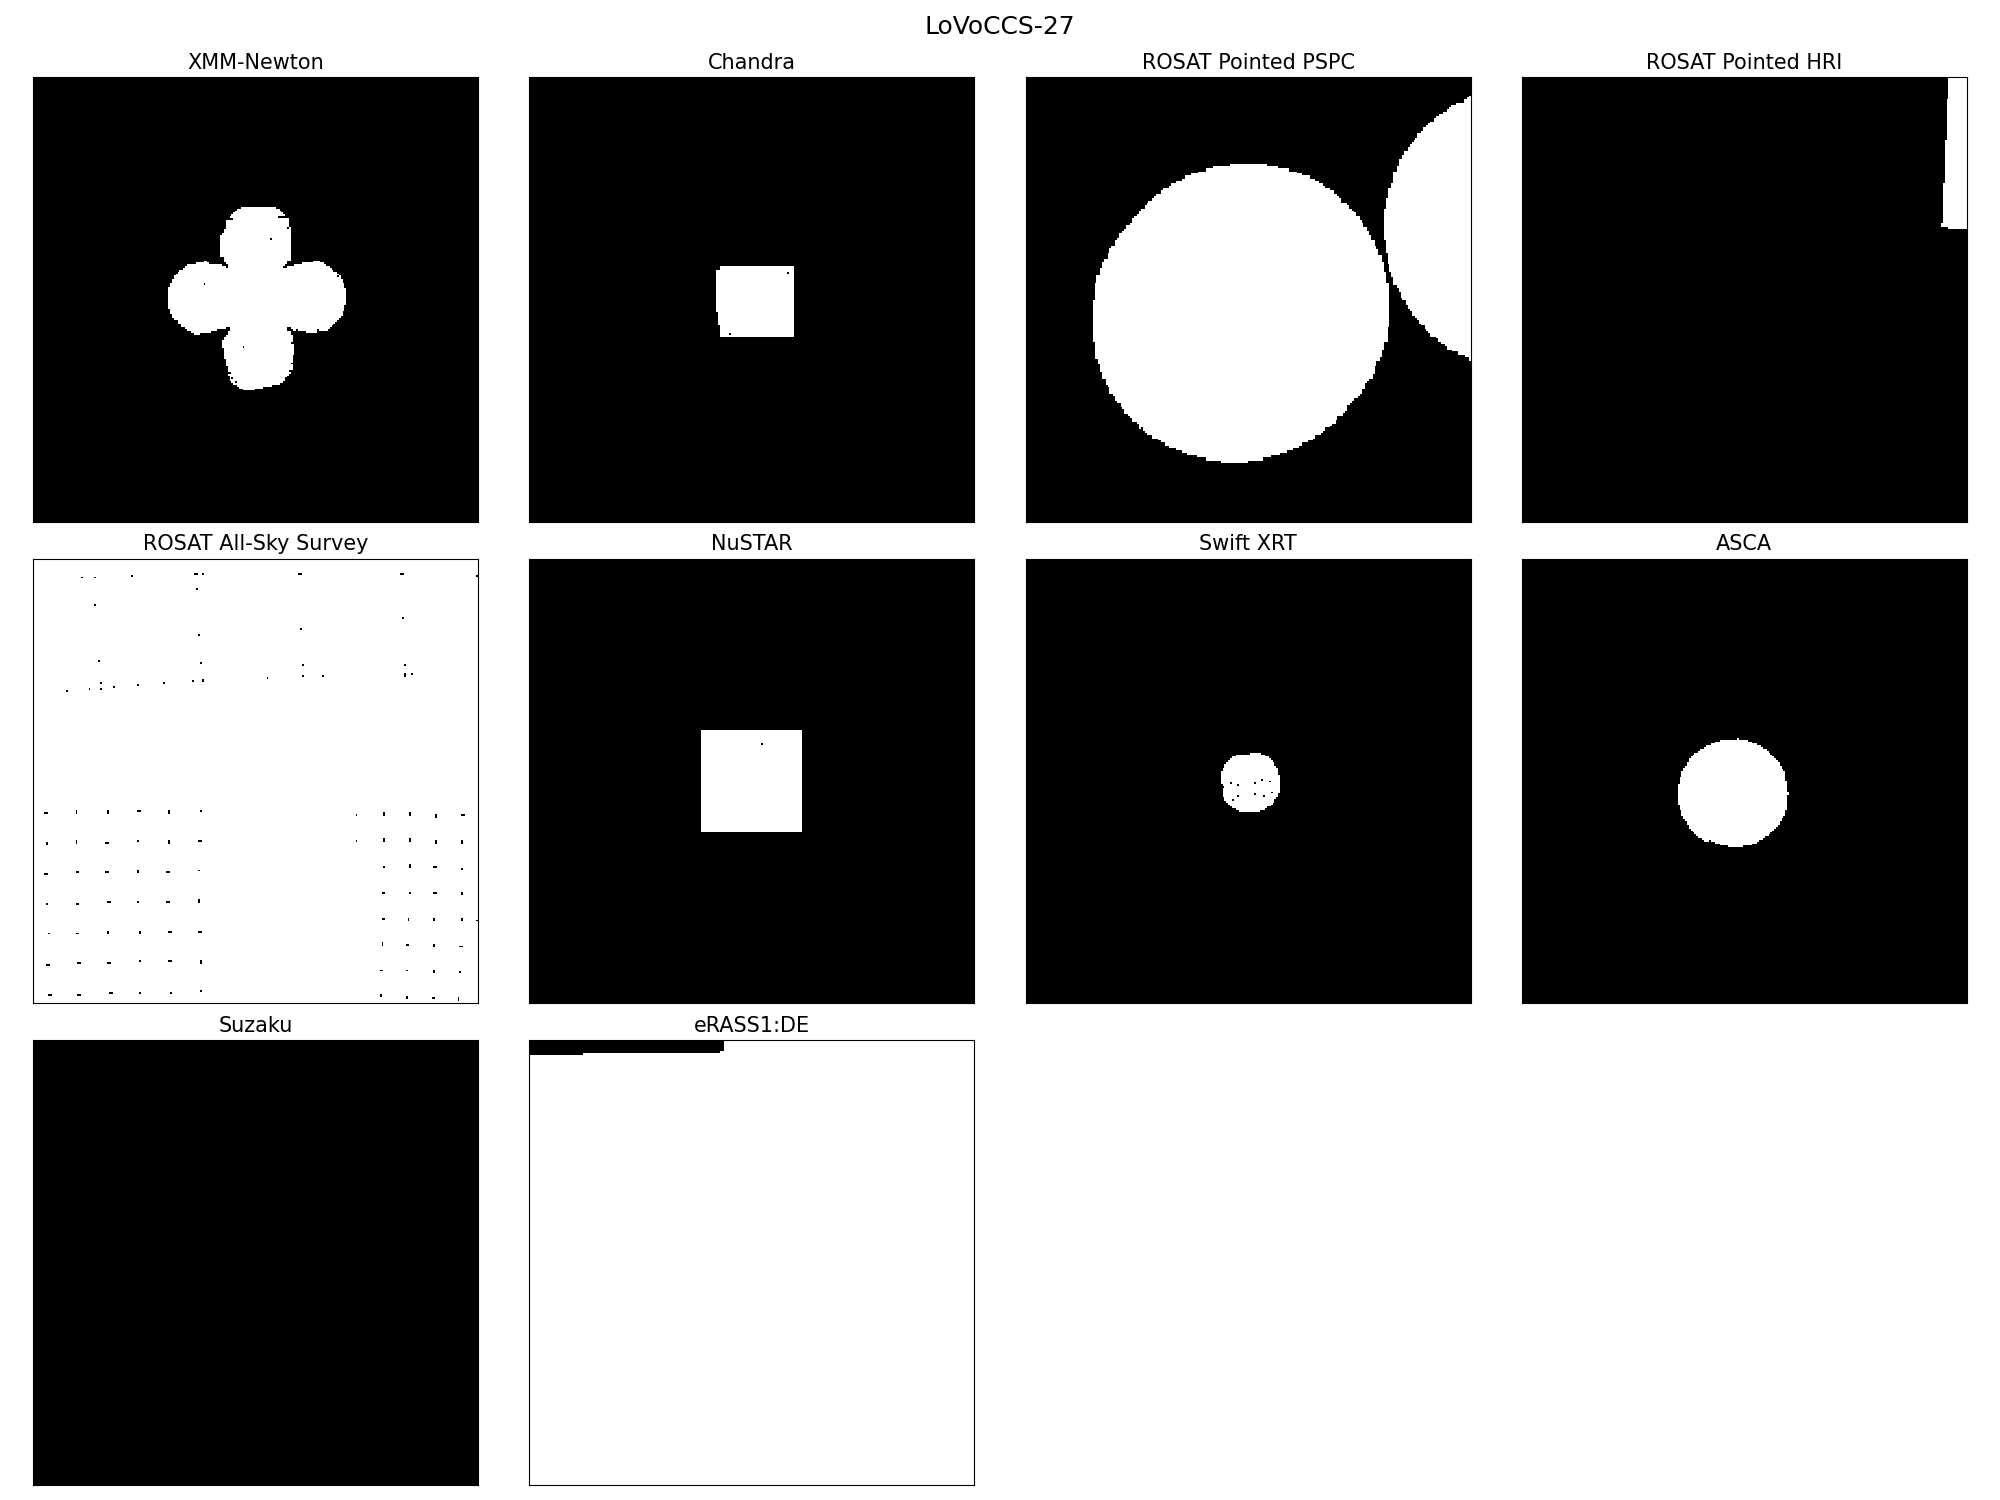 LoVoCCS-27
XMM-Newton
Chandra
ROSAT Pointed PSPC
ROSAT Pointed HRI
ROSAT All-Sky Survey
NuSTAR
Swift XRT
ASCA
Suzaku
eRASS1:DE